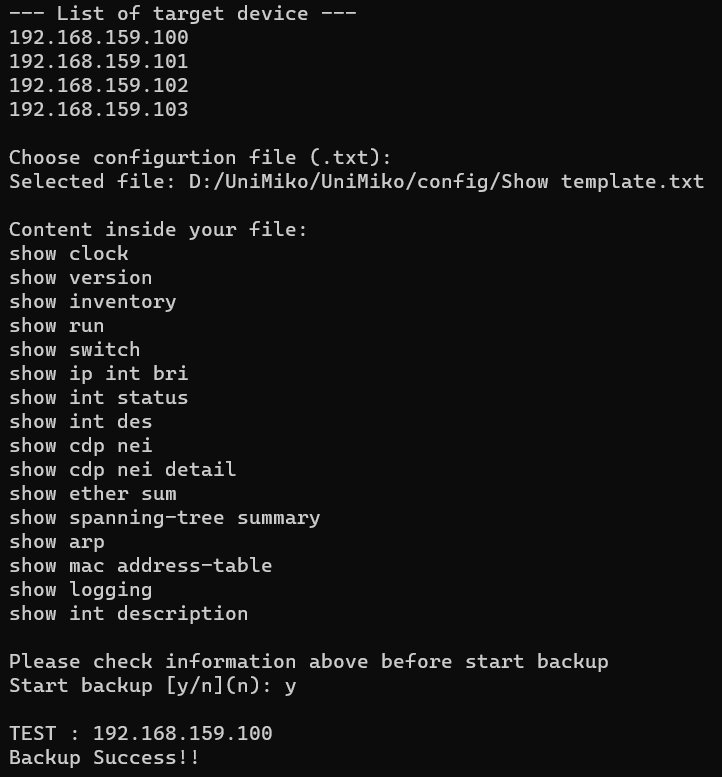 --- List of target device ---
192.168.159.100
192.168.159.101
192.168.159.102
192.168.159.103
Choose configurtion file (.txt):
Selected file: D:/UniMiko/UniMiko/config/Show template.txt
Content inside your file:
show clock
show version
show inventory
show run
show switch
show ip int bri
show int status
show int des
show cdp nei
show cdp nei detail
show ether sum
show spanning-tree summary
show arp
show mac address-table
show logging
show int description
Please check information above before start backup
Start backup [y/n](n): y
TEST : 192.168.159.100
Backup Success!!